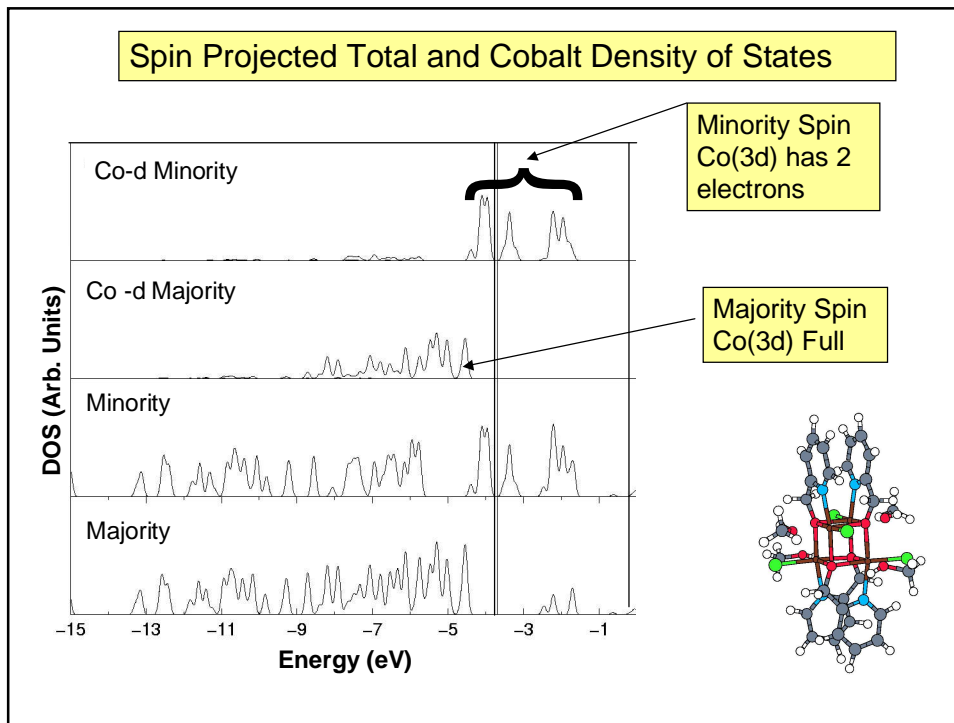 Spin Projected Total and Cobalt Density of States
Minority Spin
Co(3d) has 2
electrons
Co-d Minority
Co -d Majority
Majority Spin
Co(3d) Full
Minority
Majority
DOS (Arb. Units)
−15 −13 −11 −9 −7 −5 −3 −1
Energy (eV)